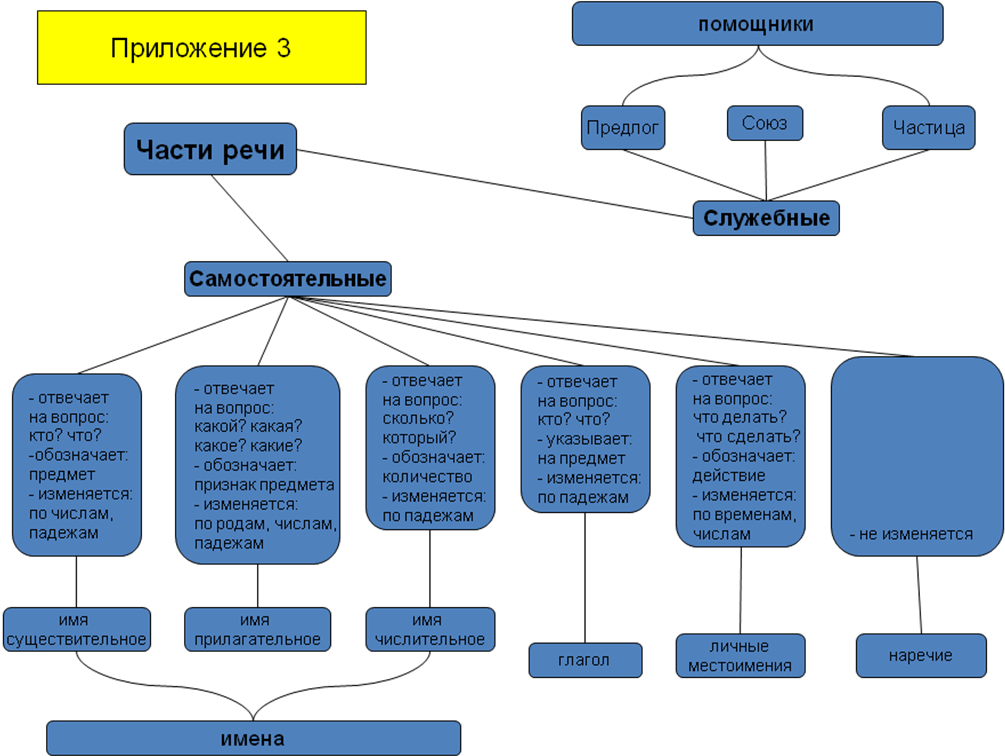 Приложение 3
помощники
Предлог
Союз
Частица
Части речи
Служебные
Самостоятельные
- отвечает
на вопрос:
кто? что?
-обозначает:
предмет
- изменяется:
по числам,
падежам
- отвечает
на вопрос:
какой? какая?
какое? какие?
- обозначает:
признак предмета
- изменяется:
по родам, числам,
падежам
- отвечает
на вопрос:
сколько?
который?
- обозначает:
количество
- изменяется:
по падежам
- отвечает
на вопрос:
кто? что?
- указывает:
на предмет
- изменяется:
по падежам
- отвечает
на вопрос:
что делать?
что сделать?
- обозначает:
действие
- изменяется:
по временам,
числам
- не изменяется
имя
существительное
имя
прилагательное
имя
числительное
глагол
личные
местоимения
наречие
имена